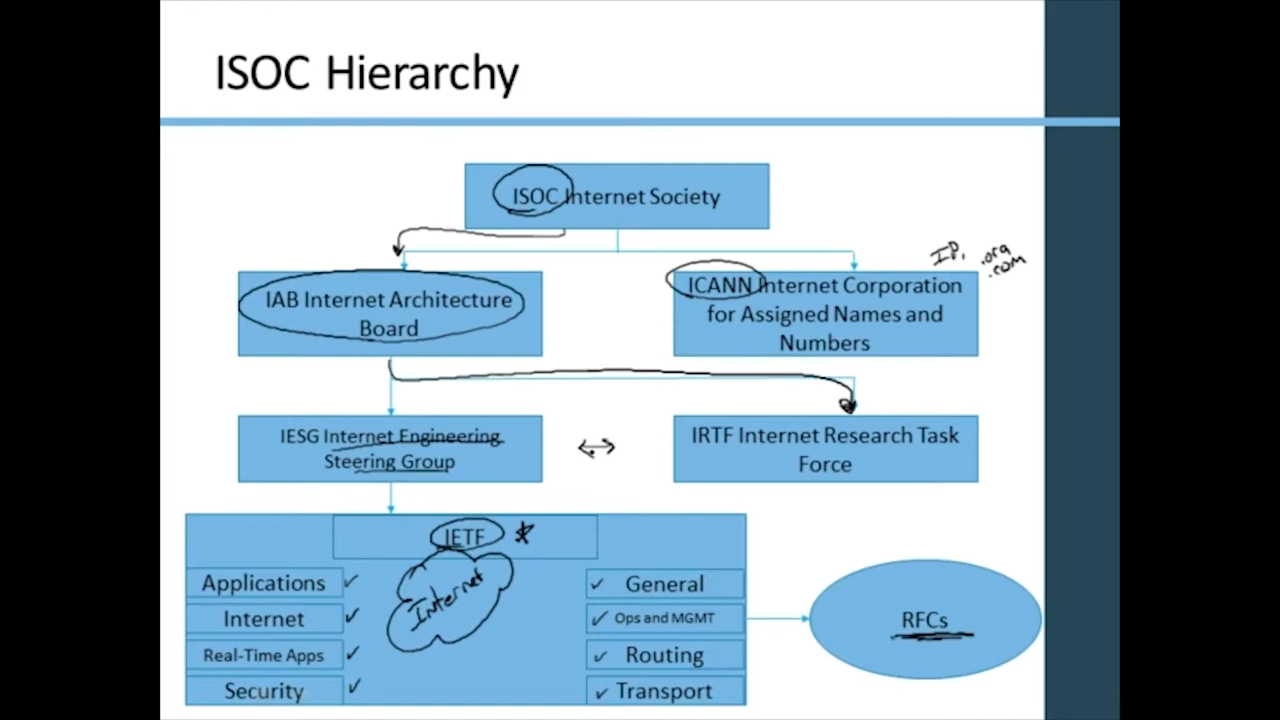 ISOC Hierarchy
ISOC Internet Society
IP, .org
.com
IAB Internet Architecture
Board
ICANN Internet Corporation
for Assigned Names and
Numbers
IESG Internet Engineering
Steering Group
IRTF Internet Research Task
Force
IETF
Internet
Applications
Internet
Real-Time Apps
Security
General
Ops and MGMT
Routing
Transport
RFCs